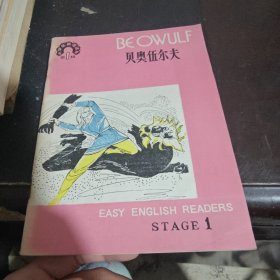 BEOWULF
贝奥伍尔夫
EASY ENGLISH READERS
STAGE 1